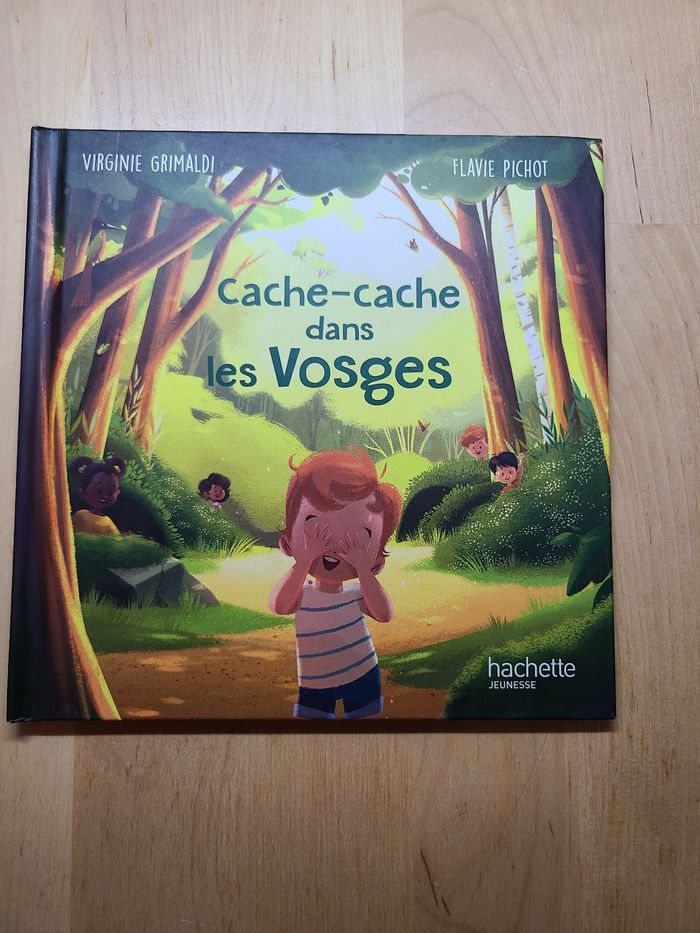 VIRGINIE GRIMALDI
FLAVIE PICHOT
Cache-cache
dans
les Vosges
hachette
JEUNESSE